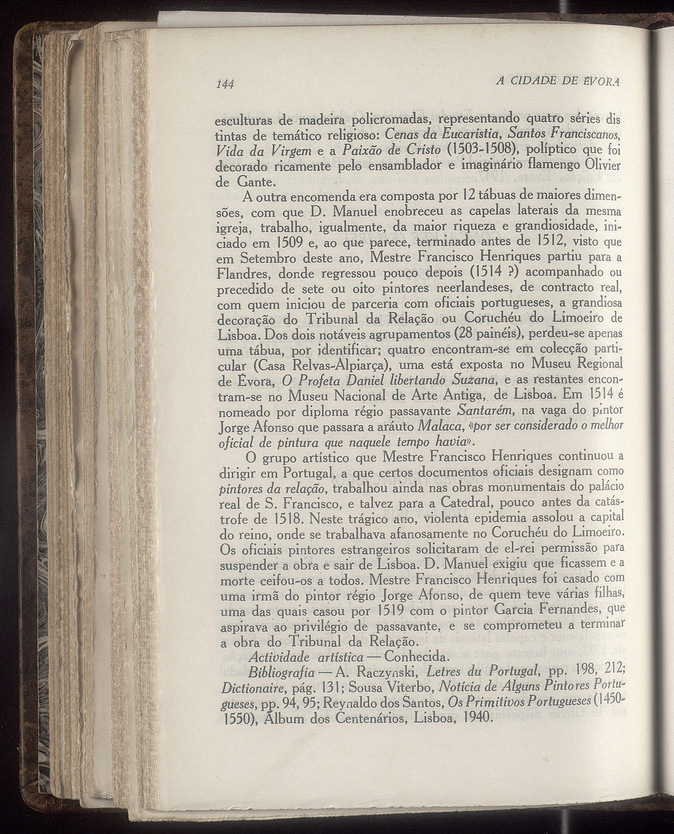 144
A CIDADE DE ÉVORA
esculturas de madeira policromadas, representando quatro séries dis
tintas de temático religioso: Cenas da Eucaristia, Santos Franciscanos,
Vida da Virgem e a Paixão de Cristo (1503-1508), políptico que foi
decorado ricamente pelo ensamblador e imaginário flamengo Olivier
de Gante.
A outra encomenda era composta por 12 tábuas de maiores dimen-
sões, com que D. Manuel enobreceu as capelas laterais da mesma
igreja, trabalho, igualmente, da maior riqueza e grandiosidade, ini-
ciado em 1509 e, ao que parece, terminado antes de 1512, visto que
em Setembro deste ano, Mestre Francisco Henriques partiu para a
Flandres, donde regressou pouco depois (1514 ?) acompanhado ou
precedido de sete ou oito pintores neerlandeses, de contracto real,
com quem iniciou de parceria com oficiais portugueses, a grandiosa
decoração do Tribunal da Relação ou Coruchéu do Limoeiro de
Lisboa. Dos dois notáveis agrupamentos (28 painéis), perdeu-se apenas
uma tábua, por identificar; quatro encontram-se em colecção parti-
cular (Casa Relvas-Alpiarça), uma está exposta no Museu Regional
de Évora, O Profeta Daniel libertando Suzana, e as restantes encon-
tram-se no Museu Nacional de Arte Antiga, de Lisboa. Em 1514 é
nomeado por diploma régio passavante Santarém, na vaga do pintor
Jorge Afonso que passara a aráuto Malaca, «por ser considerado o melhor
oficial de pintura que naquele tempo havia».
O grupo artístico que Mestre Francisco Henriques continuou a
dirigir em Portugal, a que certos documentos oficiais designam como
pintores da relação, trabalhou ainda nas obras monumentais do palácio
real de S. Francisco, e talvez para a Catedral, pouco antes da catás-
trofe de 1518. Neste trágico ano, violenta epidemia assolou a capital
do reino, onde se trabalhava afanosamente no Coruchéu do Limoeiro.
Os oficiais pintores estrangeiros solicitaram de el-rei permissão para
suspender a obra e sair de Lisboa. D. Manuel exigiu que ficassem e a
morte ceifou-os a todos. Mestre Francisco Henriques foi casado com
uma irmã do pintor régio Jorge Afonso, de quem teve várias filhas,
uma das quais casou por 1519 com o pintor Garcia Fernandes, que
aspirava ao privilégio de passavante, e se comprometeu a terminar
a obra do Tribunal da Relação.
Actividade artística — Conhecida.
Bibliografia — A. Raczynski, Letres du Portugal, pp. 198, 212;
Dictionaire, pág. 131; Sousa Viterbo, Notícia de Alguns Pintores Portu-
gueses, pp. 94, 95; Reynaldo dos Santos, Os Primitivos Portugueses (1450-
1550), Álbum dos Centenários, Lisboa, 1940.